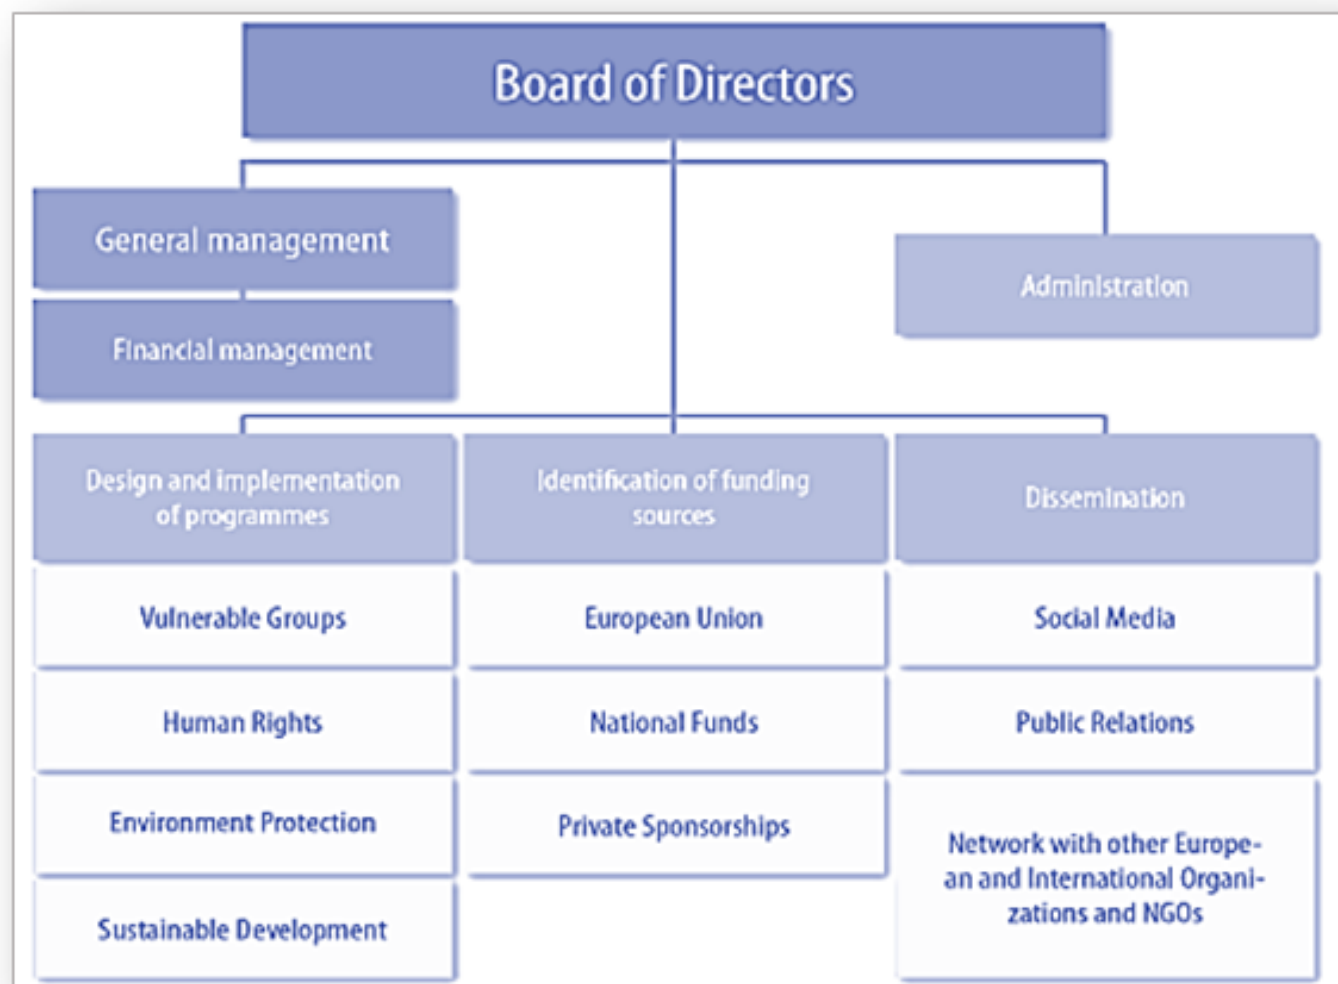 Board of Directors
General management
Administration
Financial management
Design and implementation
of programmes
Identification of funding
sources
Dissemination
Vulnerable Groups
European Union
Social Media
Human Rights
National Funds
Public Relations
Environment Protection
Private Sponsorships
Network with other Europe-
an and International Organi-
zations and NGOs
Sustainable Development